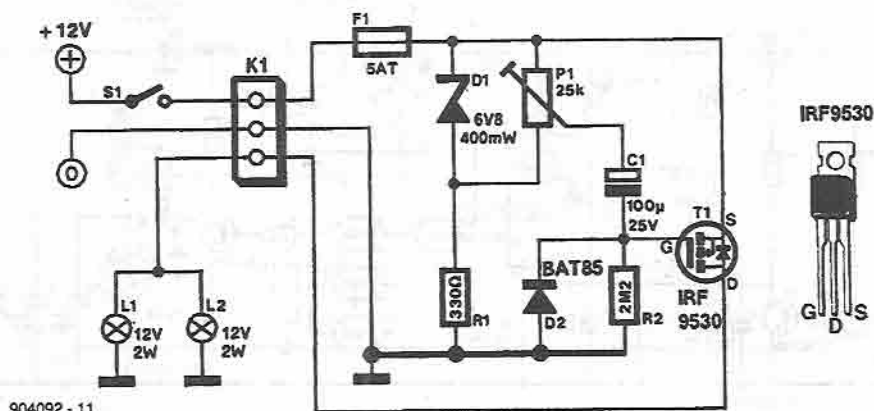 + 12V
S1
K1
F1
5AT
D1
6V8
400mW
P1
25k
C1
100µ
25V
T1
S
G
D
IRF
9530
BAT85
D2
2M2
R2
330Ω
R1
0
L1
12V
2W
L2
12V
2W
IRF9530
G
D
S
904092 - 11